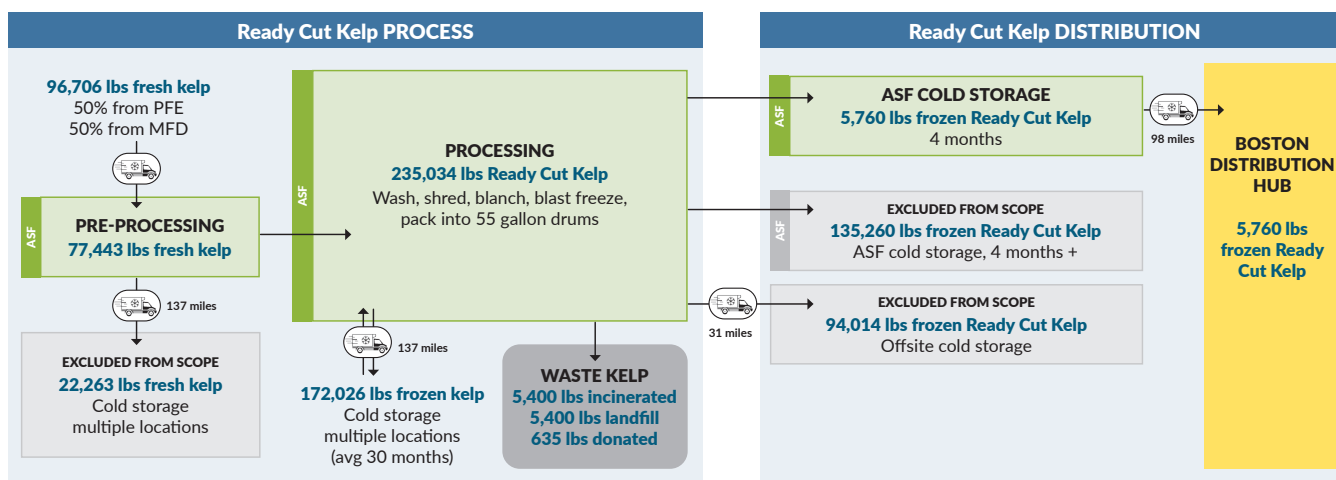 Ready Cut Kelp PROCESS
96,706 lbs fresh kelp
50% from PFE
50% from MFD
ASF
PRE-PROCESSING
77,443 lbs fresh kelp
137 miles
EXCLUDED FROM SCOPE
22,263 lbs fresh kelp
Cold storage
multiple locations
ASF
PROCESSING
235,034 lbs Ready Cut Kelp
Wash, shred, blanch, blast freeze,
pack into 55 gallon drums
137 miles
172,026 lbs frozen kelp
Cold storage
multiple locations
(avg 30 months)
WASTE KELP
5,400 lbs incinerated
5,400 lbs landfill
635 lbs donated
31 miles
Ready Cut Kelp DISTRIBUTION
ASF
ASF COLD STORAGE
5,760 lbs frozen Ready Cut Kelp
4 months
98 miles
ASF
EXCLUDED FROM SCOPE
135,260 lbs frozen Ready Cut Kelp
ASF cold storage, 4 months +
EXCLUDED FROM SCOPE
94,014 lbs frozen Ready Cut Kelp
Offsite cold storage
BOSTON
DISTRIBUTION
HUB
5,760 lbs
frozen Ready
Cut Kelp